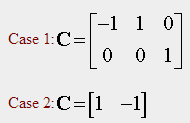 Case 1: C = [ -1 1 0
0 0 1 ]
Case 2: C = [1 -1]